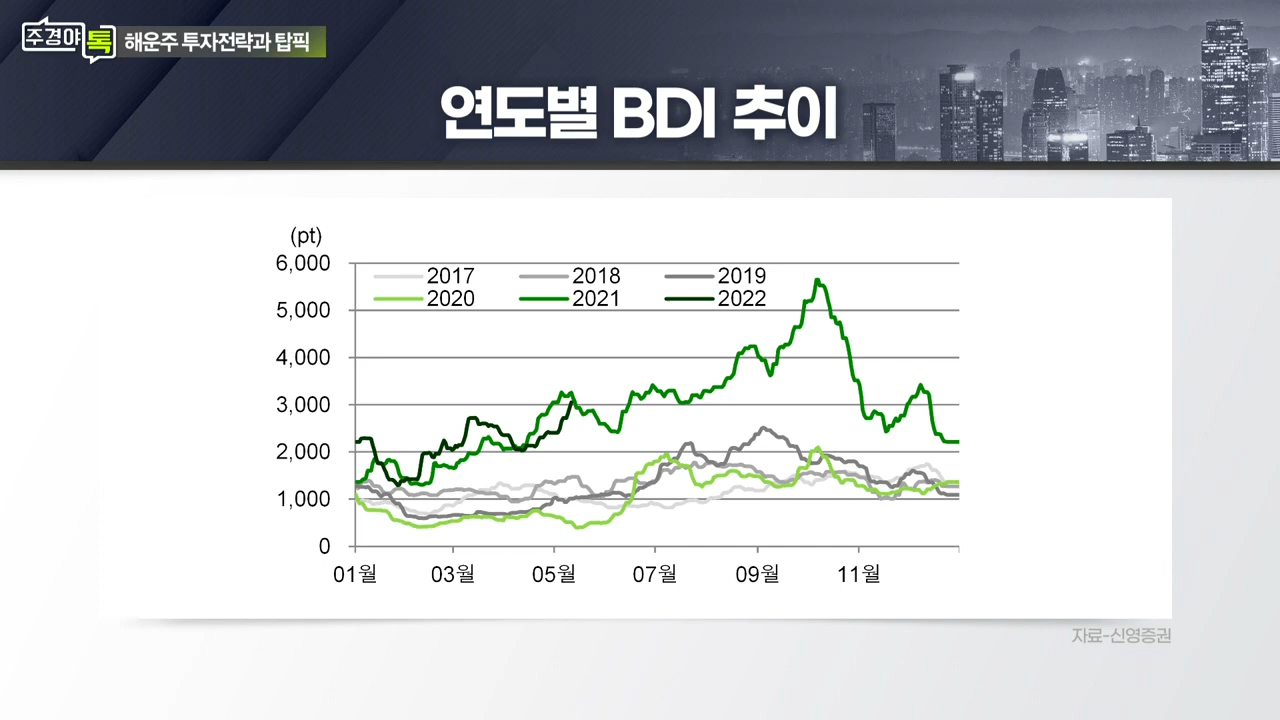 주경야톡 해운주 투자전략과 탑픽
연도별 BDI 추이
(pt)
6,000
5,000
4,000
3,000
2,000
1,000
0
2017 2018 2019
2020 2021 2022
01월 03월 05월 07월 09월 11월
자료-신영증권